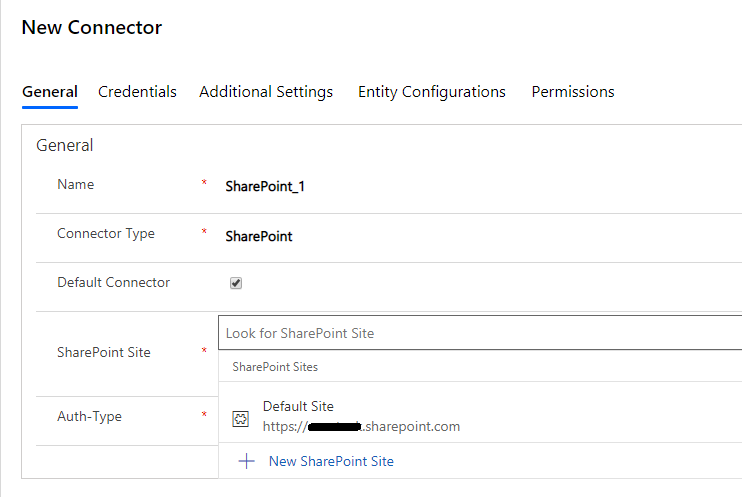 New Connector
General Credentials Additional Settings Entity Configurations Permissions
General
Name * SharePoint_1
Connector Type * SharePoint
Default Connector
Look for SharePoint Site
SharePoint Site *
SharePoint Sites
Default Site
Auth-Type *
https:// .sharepoint.com
New SharePoint Site